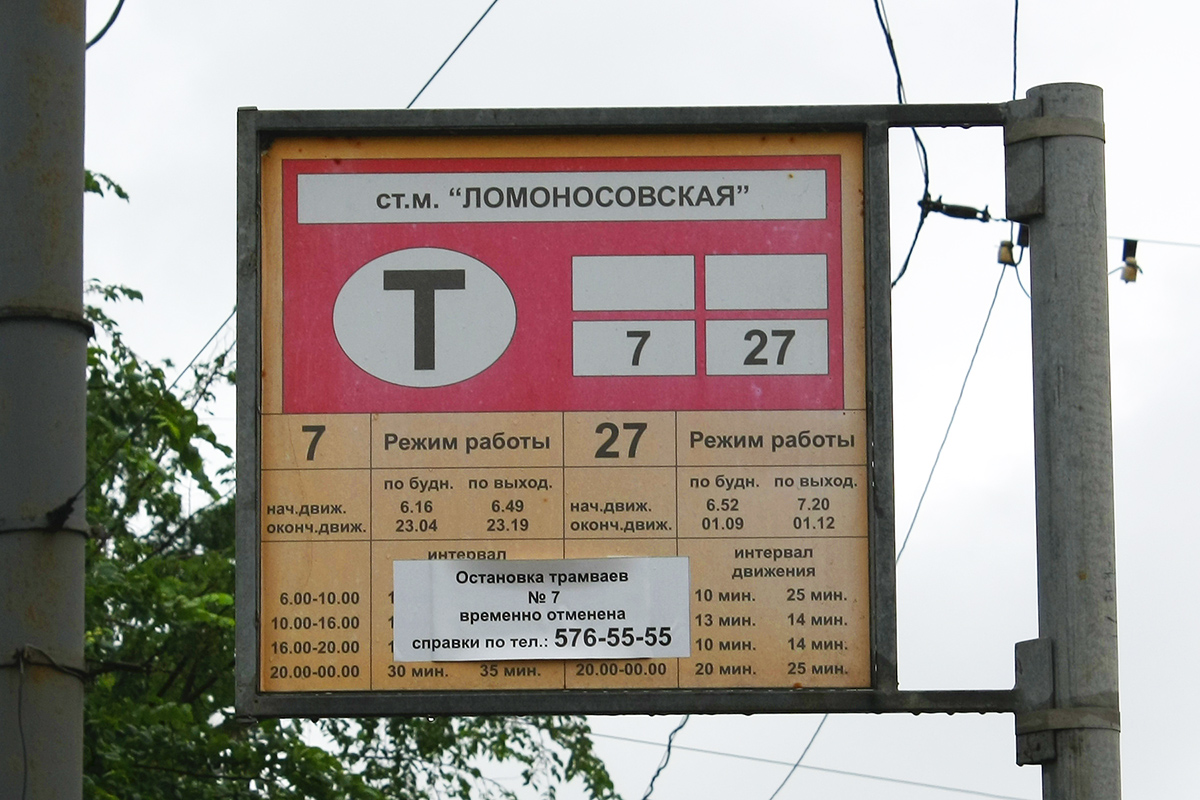 ст.м. “ЛОМОНОСОВСКАЯ”
Т
7 27
7 Режим работы 27 Режим работы
по будн. по выход. по будн. по выход.
нач.движ. 6.16 6.49 нач.движ. 6.52 7.20
оконч.движ. 23.04 23.19 оконч.движ. 01.09 01.12
интервал
интервал
движения
6.00-10.00 10 мин. 25 мин.
10.00-16.00 13 мин. 14 мин.
16.00-20.00 10 мин. 14 мин.
20.00-00.00 30 мин. 35 мин. 20.00-00.00 20 мин. 25 мин.
Остановка трамваев
№ 7
временно отменена
справки по тел.: 576-55-55